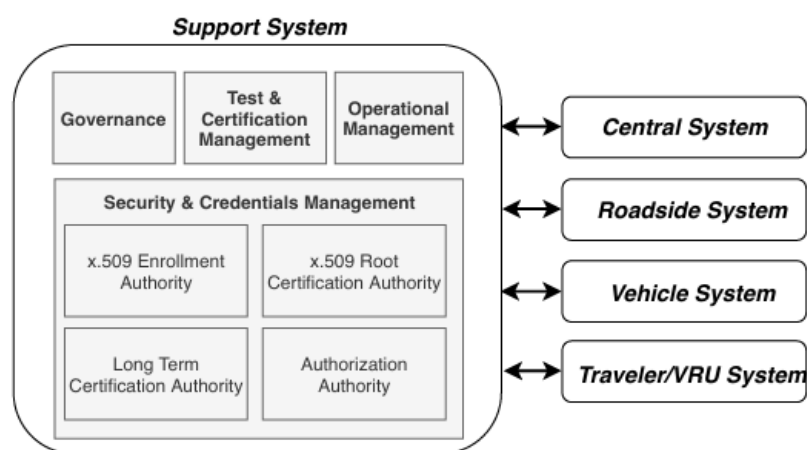 Support System
Governance
Test &
Certification
Management
Operational
Management
Security & Credentials Management
x.509 Enrollment
Authority
x.509 Root
Certification Authority
Long Term
Certification Authority
Authorization
Authority
Central System
Roadside System
Vehicle System
Traveler/VRU System